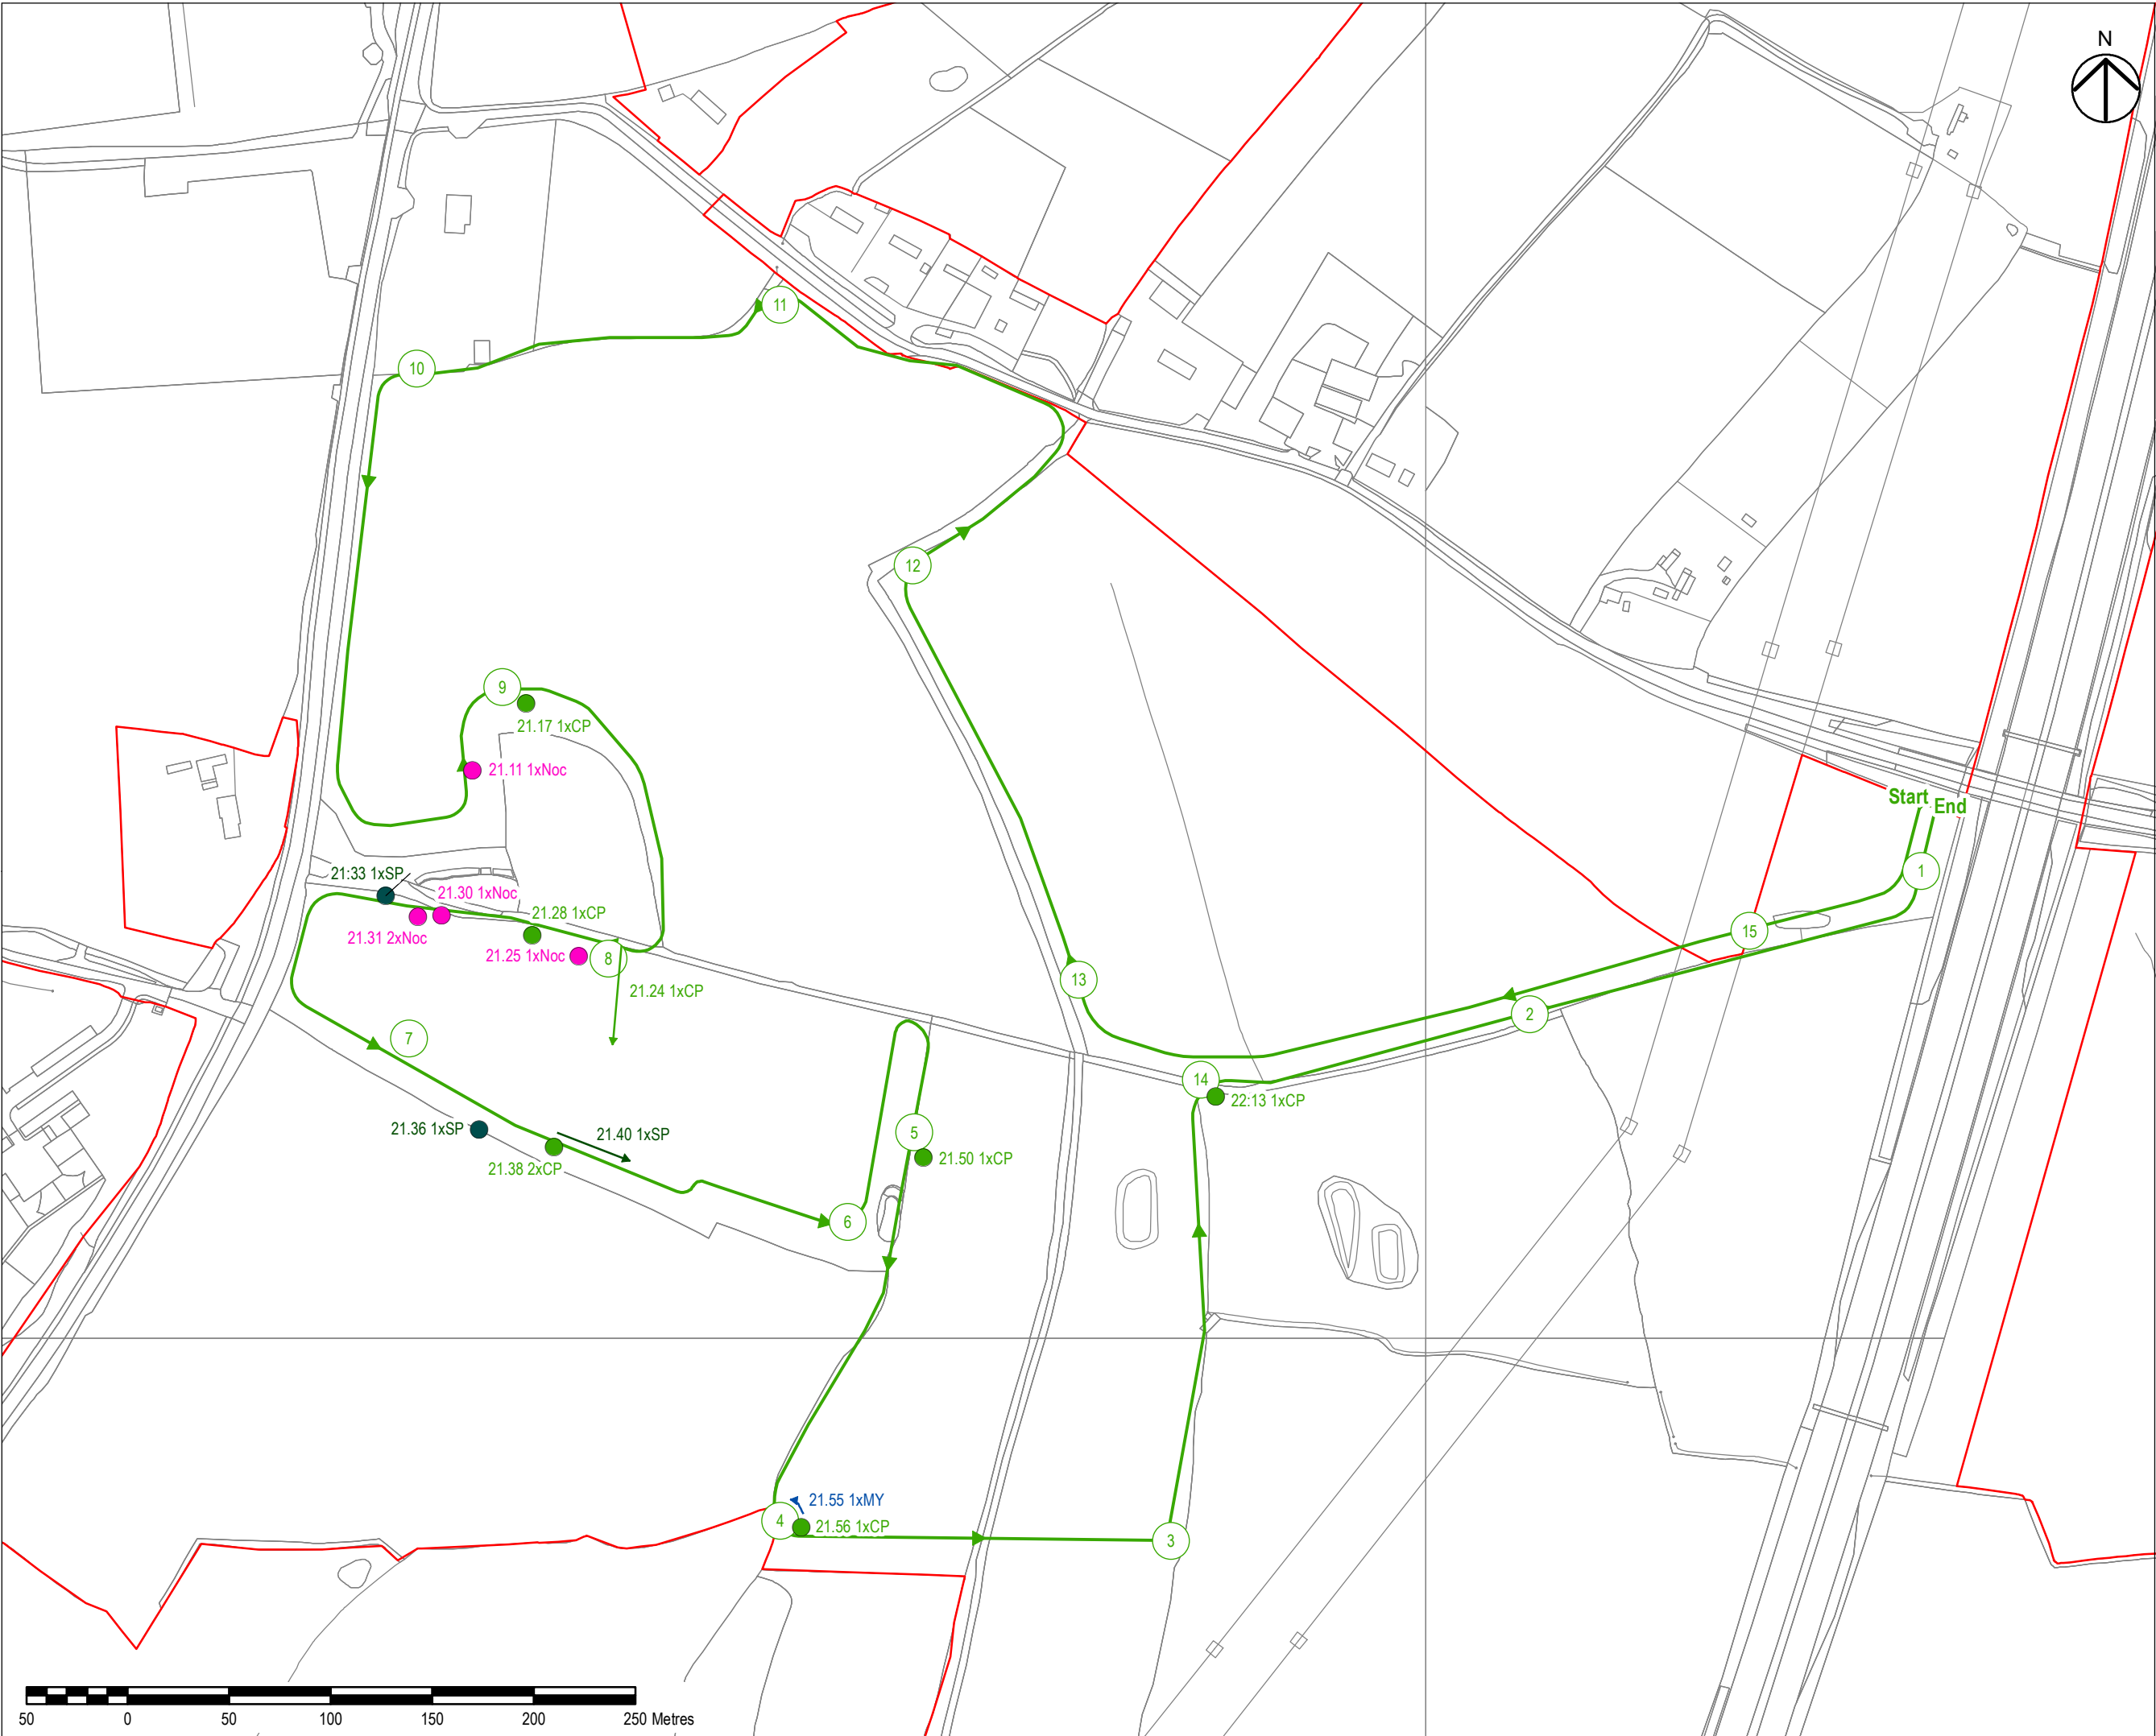 N
11
10
12
9
21.17 1xCP
21.11 1xNoc
Start
End
1
21:33 1xSP
21.30 1xNoc
21.28 1xCP
21.31 2xNoc
21.25 1xNoc
8
15
13
21.24 1xCP
2
7
14
22:13 1xCP
21.36 1xSP
21.40 1xSP
5
21.38 2xCP
21.50 1xCP
6
21.55 1xMY
4
21.56 1xCP
3
50 0 50 100 150 200 250 Metres